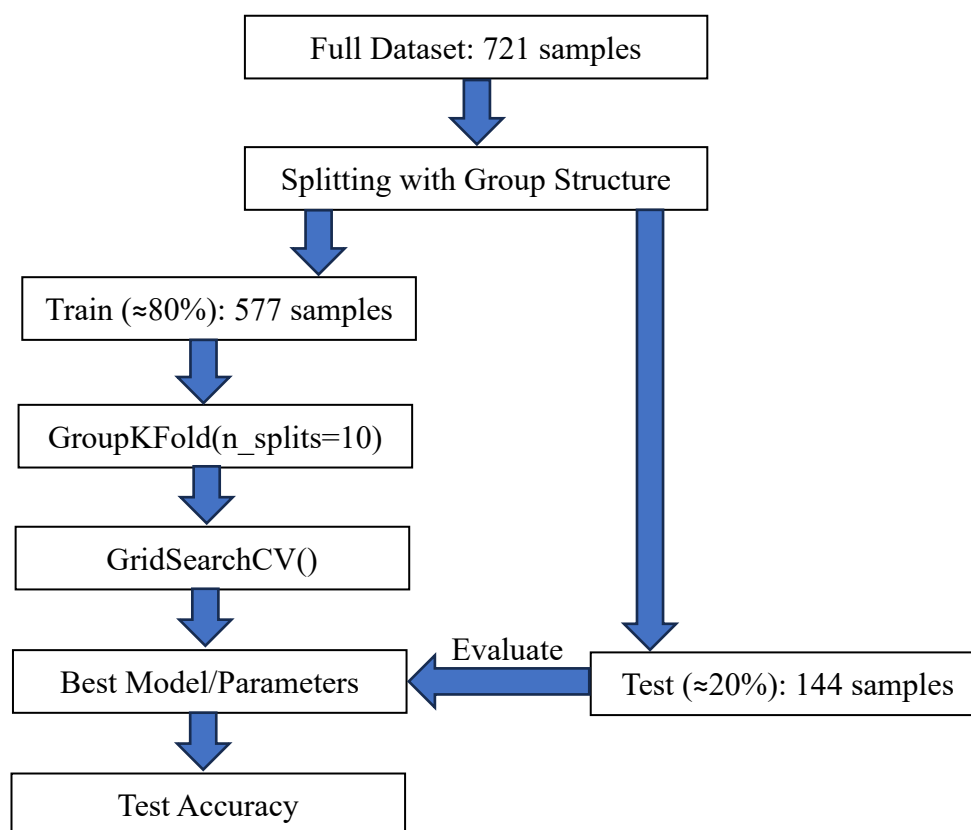 Full Dataset: 721 samples
Splitting with Group Structure
Train (≈80%): 577 samples
GroupKFold(n_splits=10)
GridSearchCV()
Best Model/Parameters
Evaluate
Test (≈20%): 144 samples
Test Accuracy